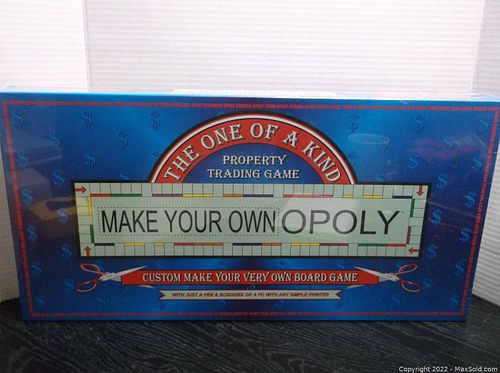 THE ONE OF A KIND
PROPERTY
TRADING GAME
MAKE YOUR OWN OPOLY
CUSTOM MAKE YOUR VERY OWN BOARD GAME
WITH JUST A PEN & SCISSORS OR A PC WITH ANY SIMPLE PRINTER
Copyright 2022 - MaxSold.com